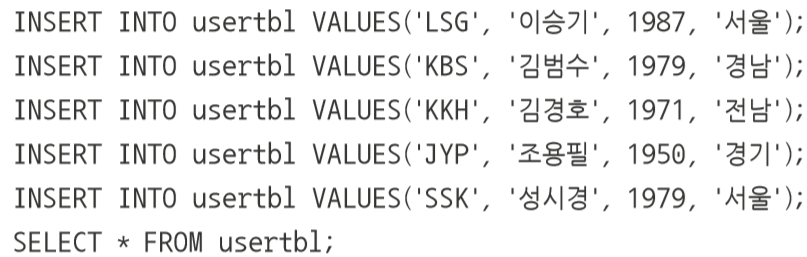 INSERT INTO usertbl VALUES('LSG', '이승기', 1987, '서울');
INSERT INTO usertbl VALUES('KBS', '김범수', 1979, '경남');
INSERT INTO usertbl VALUES('KKH', '김경호', 1971, '전남');
INSERT INTO usertbl VALUES('JYP', '조용필', 1950, '경기');
INSERT INTO usertbl VALUES('SSK', '성시경', 1979, '서울');
SELECT * FROM usertbl;